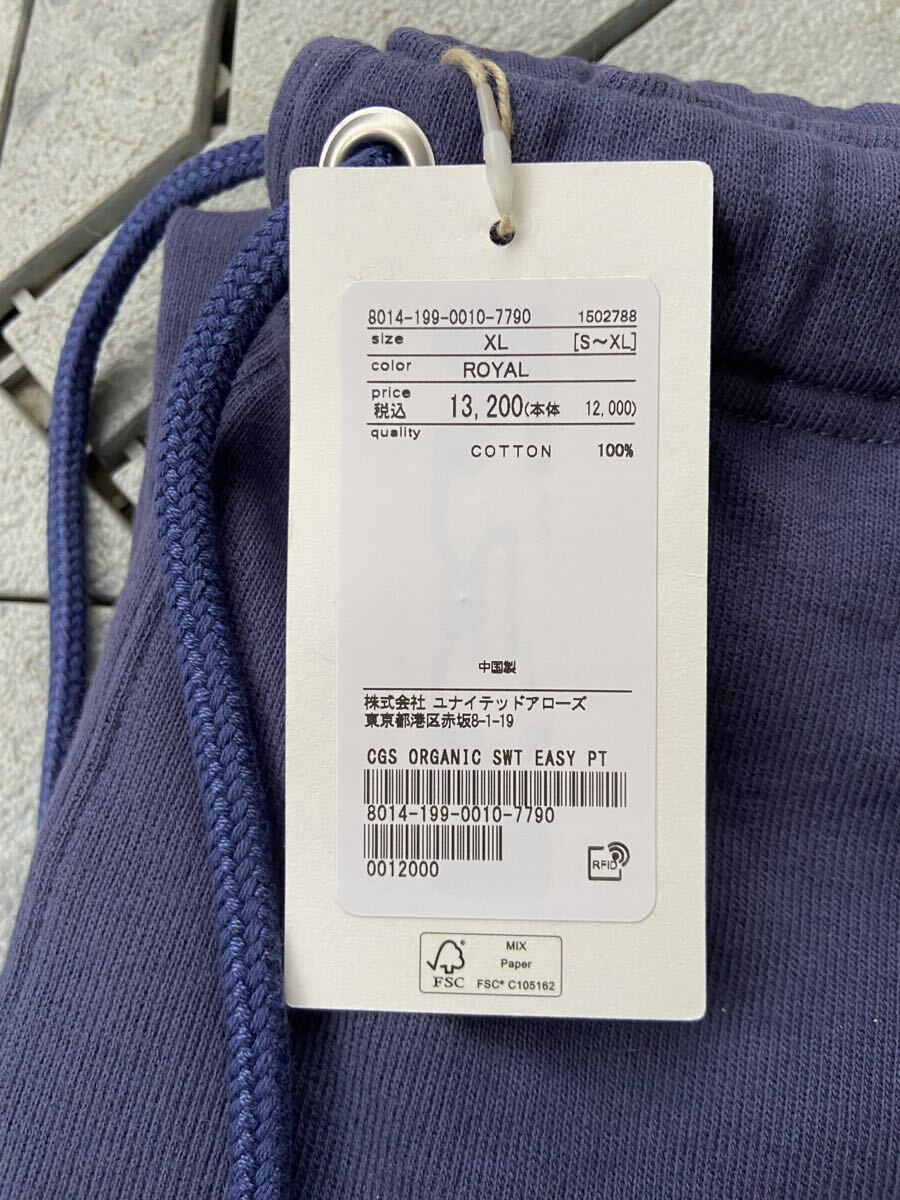 8014-199-0010-7790 1502788
size XL [S～XL]
color ROYAL
price
税込 13,200(本体 12,000)
quality
COTTON 100%
中国製
株式会社 ユナイテッドアローズ
東京都港区赤坂8-1-19
CGS ORGANIC SWT EASY PT
8014-199-0010-7790
0012000
RFID
MIX
Paper
FSC FSC® C105162